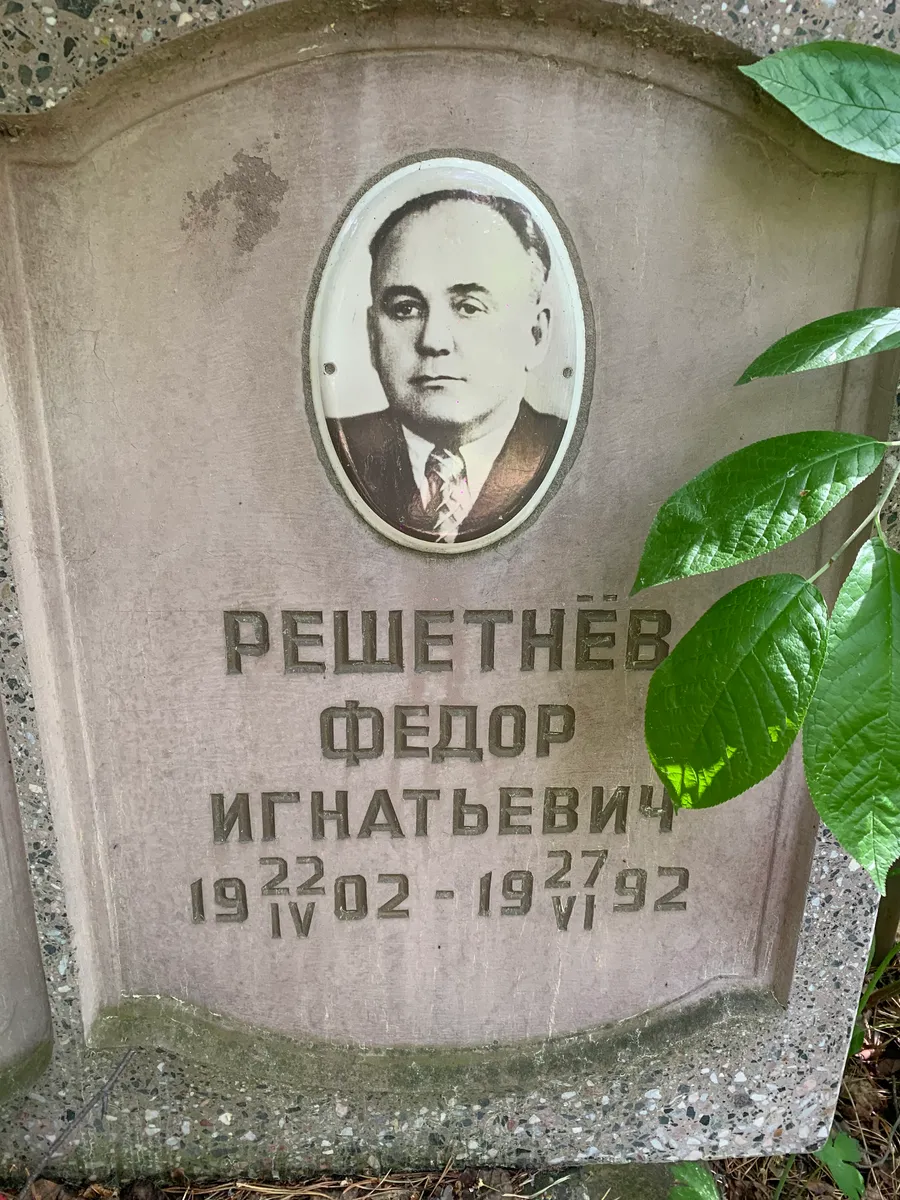 РЕШЕТНЁВ
ФЕДОР
ИГНАТЬЕВИЧ
19 22/IV 02 - 19 27/VI 92